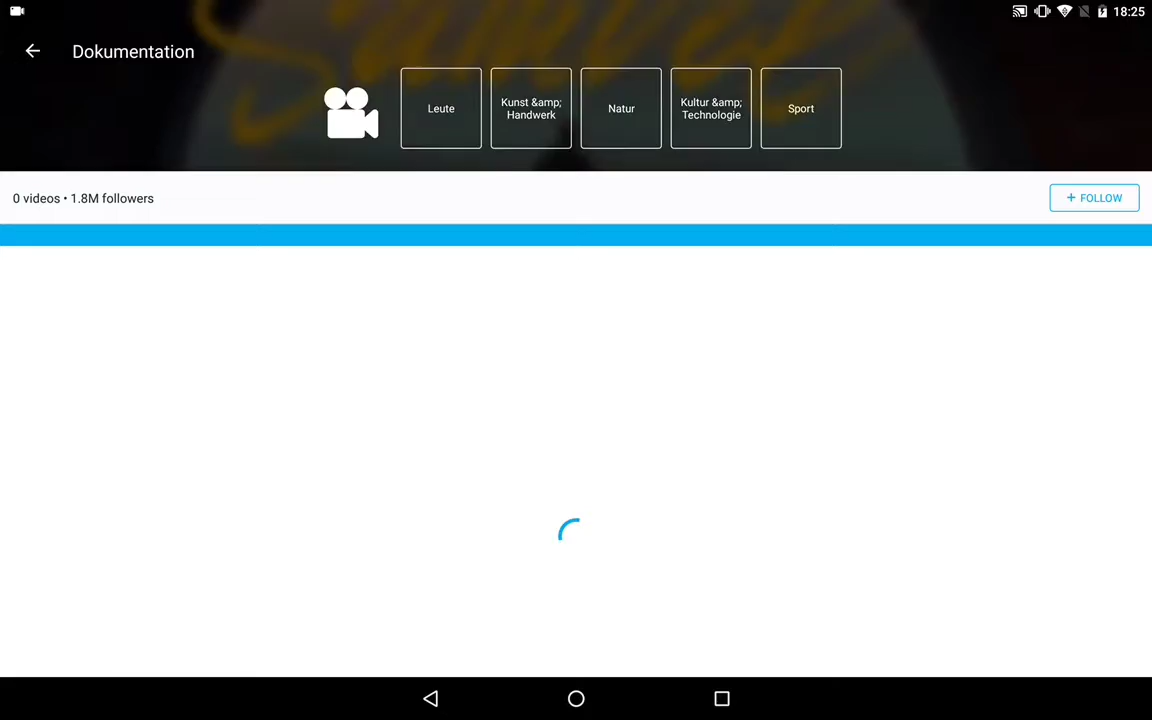 18:25
Dokumentation
Leute
Kunst &amp;
Handwerk
Natur
Kultur &amp;
Technologie
Sport
0 videos • 1.8M followers
+ FOLLOW